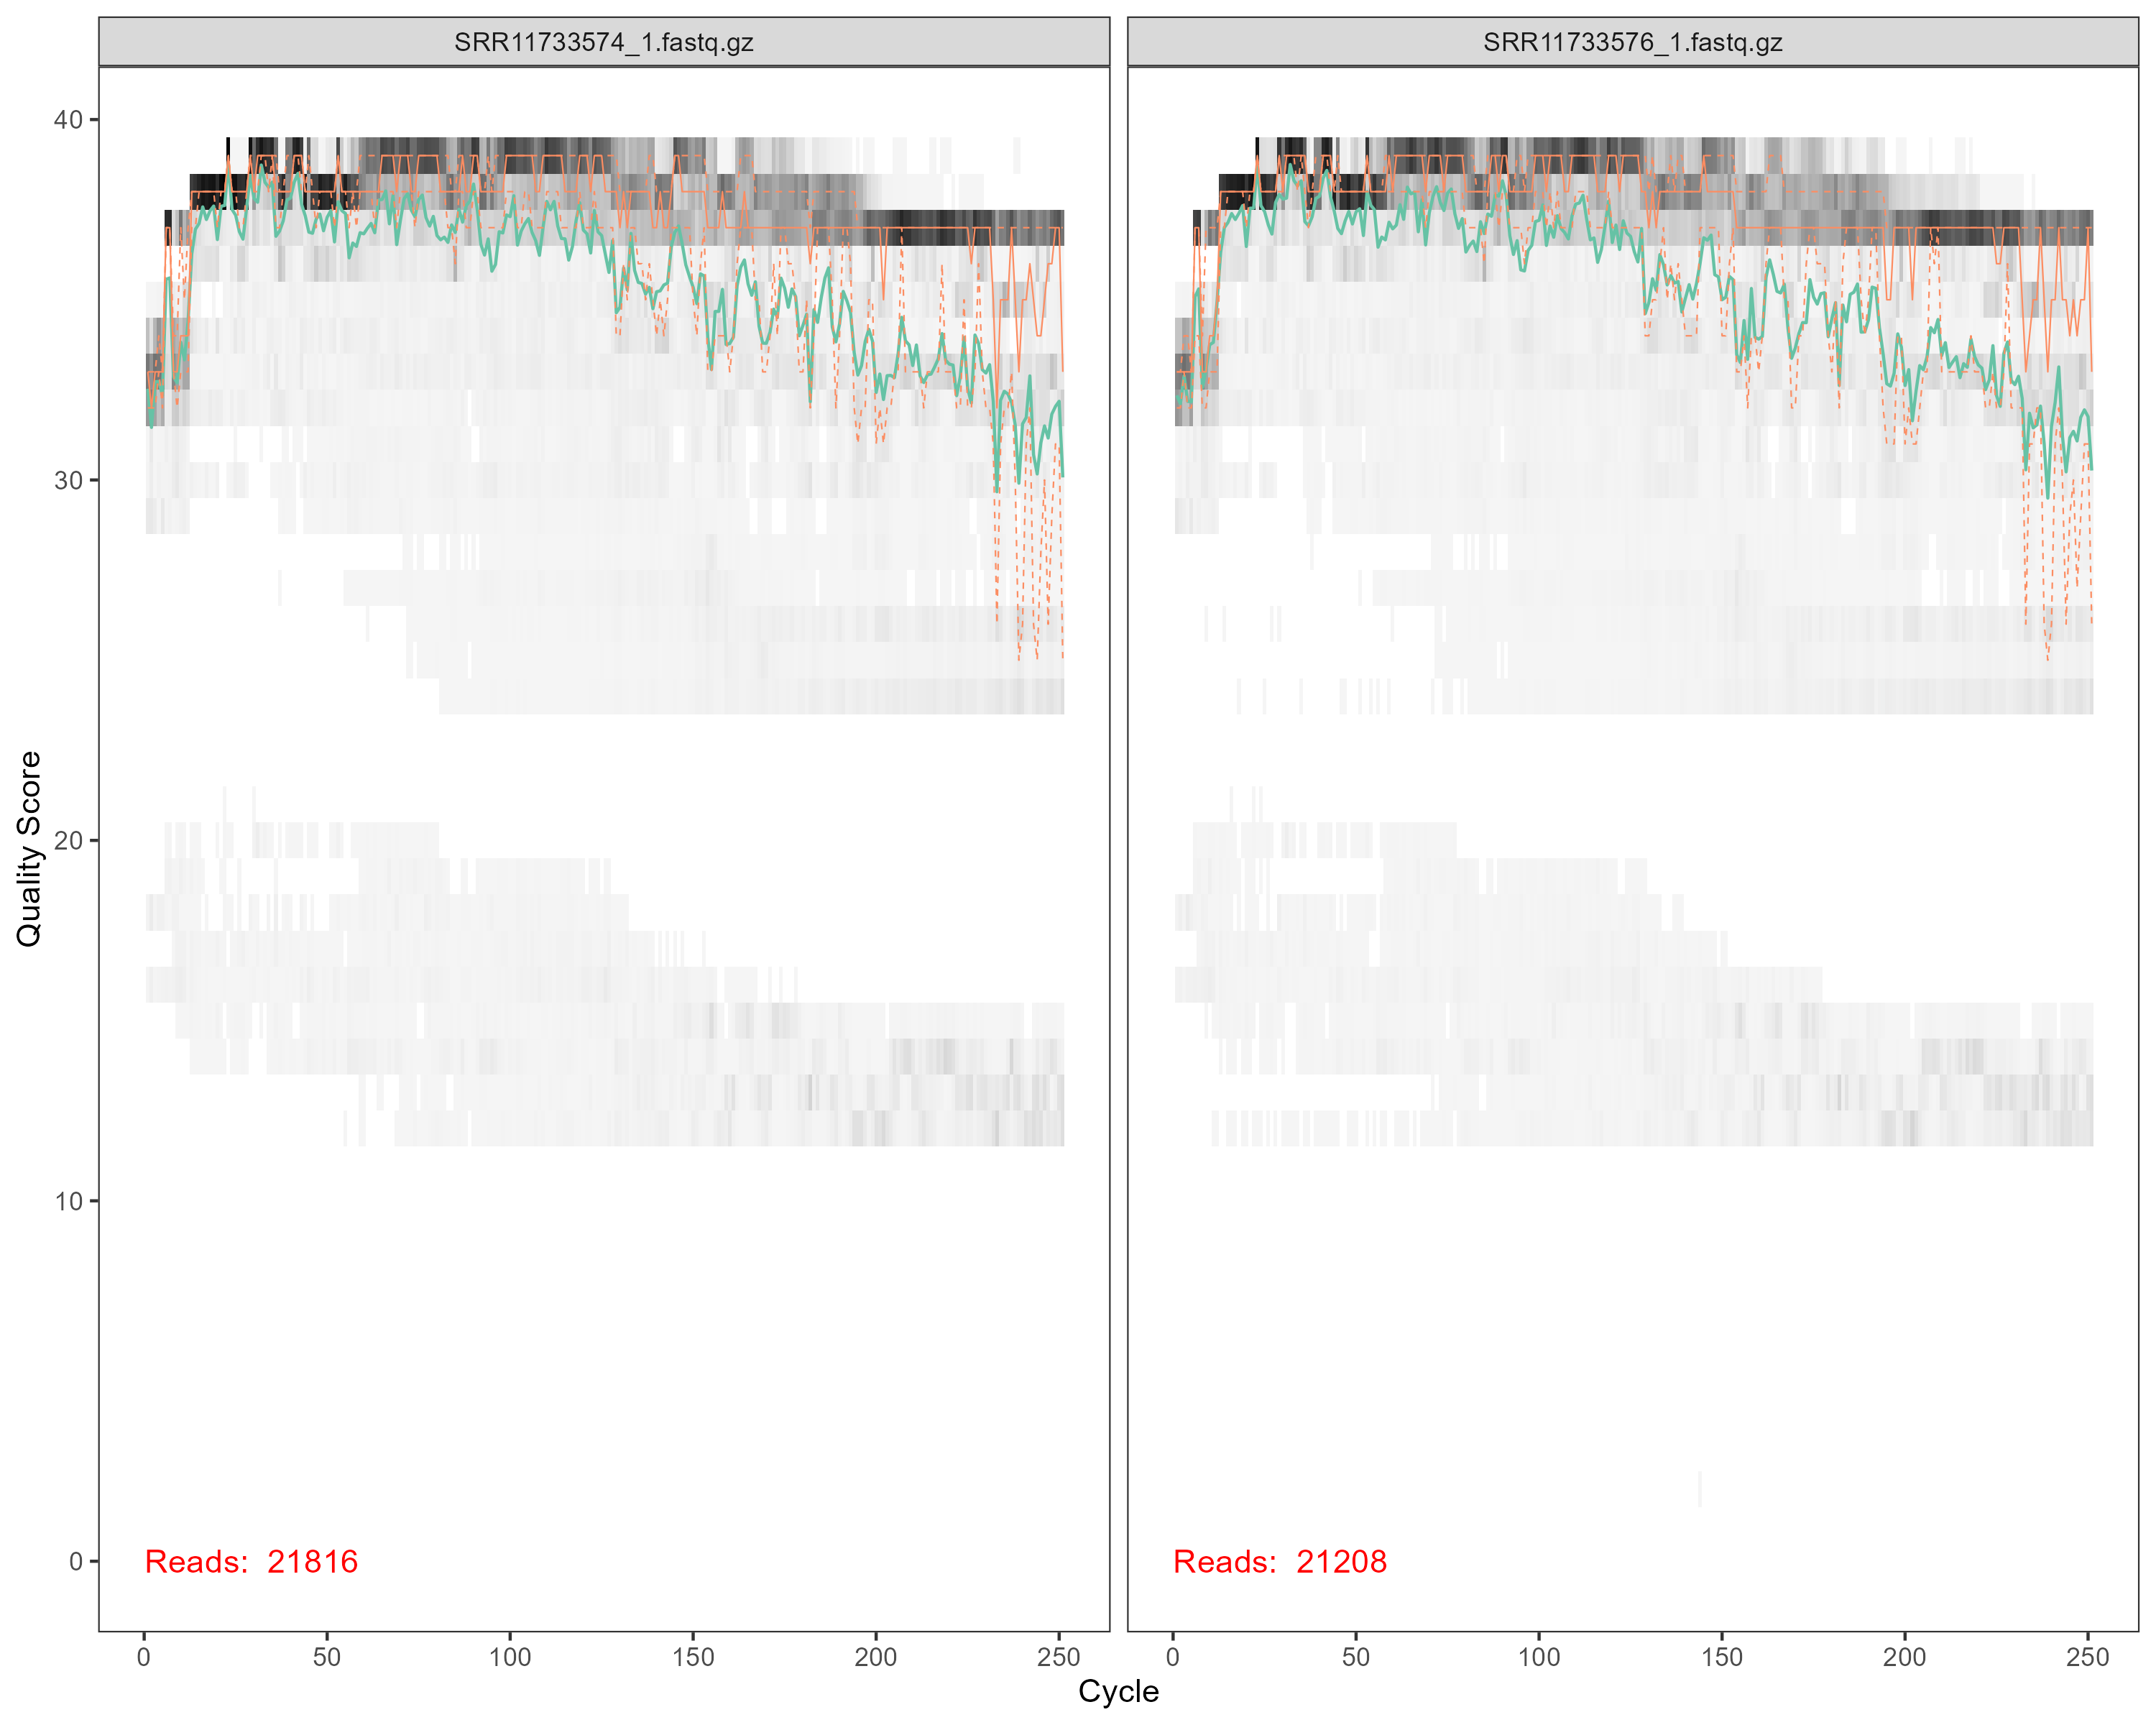 SRR11733574_1.fastq.gz
SRR11733576_1.fastq.gz
Quality Score
40
30
20
10
0
Reads: 21816
Reads: 21208
0 50 100 150 200 250
0 50 100 150 200 250
Cycle